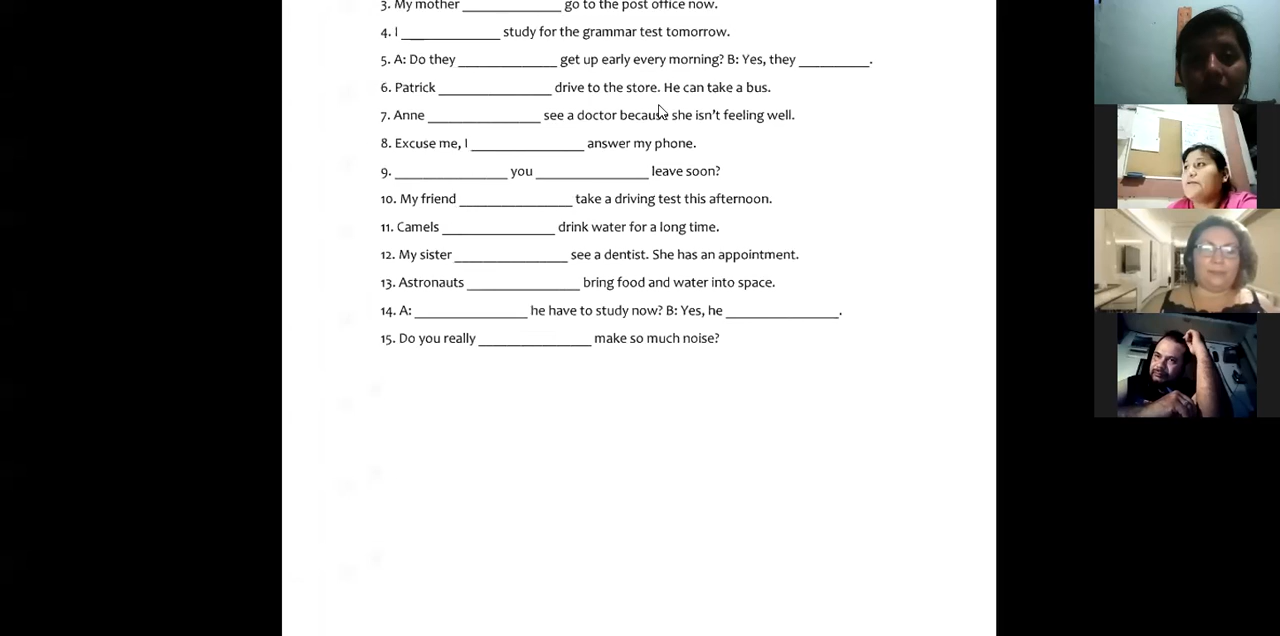 3. My mother ______________ go to the post office now.
4. I ______________ study for the grammar test tomorrow.
5. A: Do they ______________ get up early every morning? B: Yes, they __________.
6. Patrick ________________ drive to the store. He can take a bus.
7. Anne ________________ see a doctor because she isn't feeling well.
8. Excuse me, I ________________ answer my phone.
9. ________________ you ________________ leave soon?
10. My friend ________________ take a driving test this afternoon.
11. Camels ________________ drink water for a long time.
12. My sister ________________ see a dentist. She has an appointment.
13. Astronauts ________________ bring food and water into space.
14. A: ________________ he have to study now? B: Yes, he ________________.
15. Do you really ________________ make so much noise?